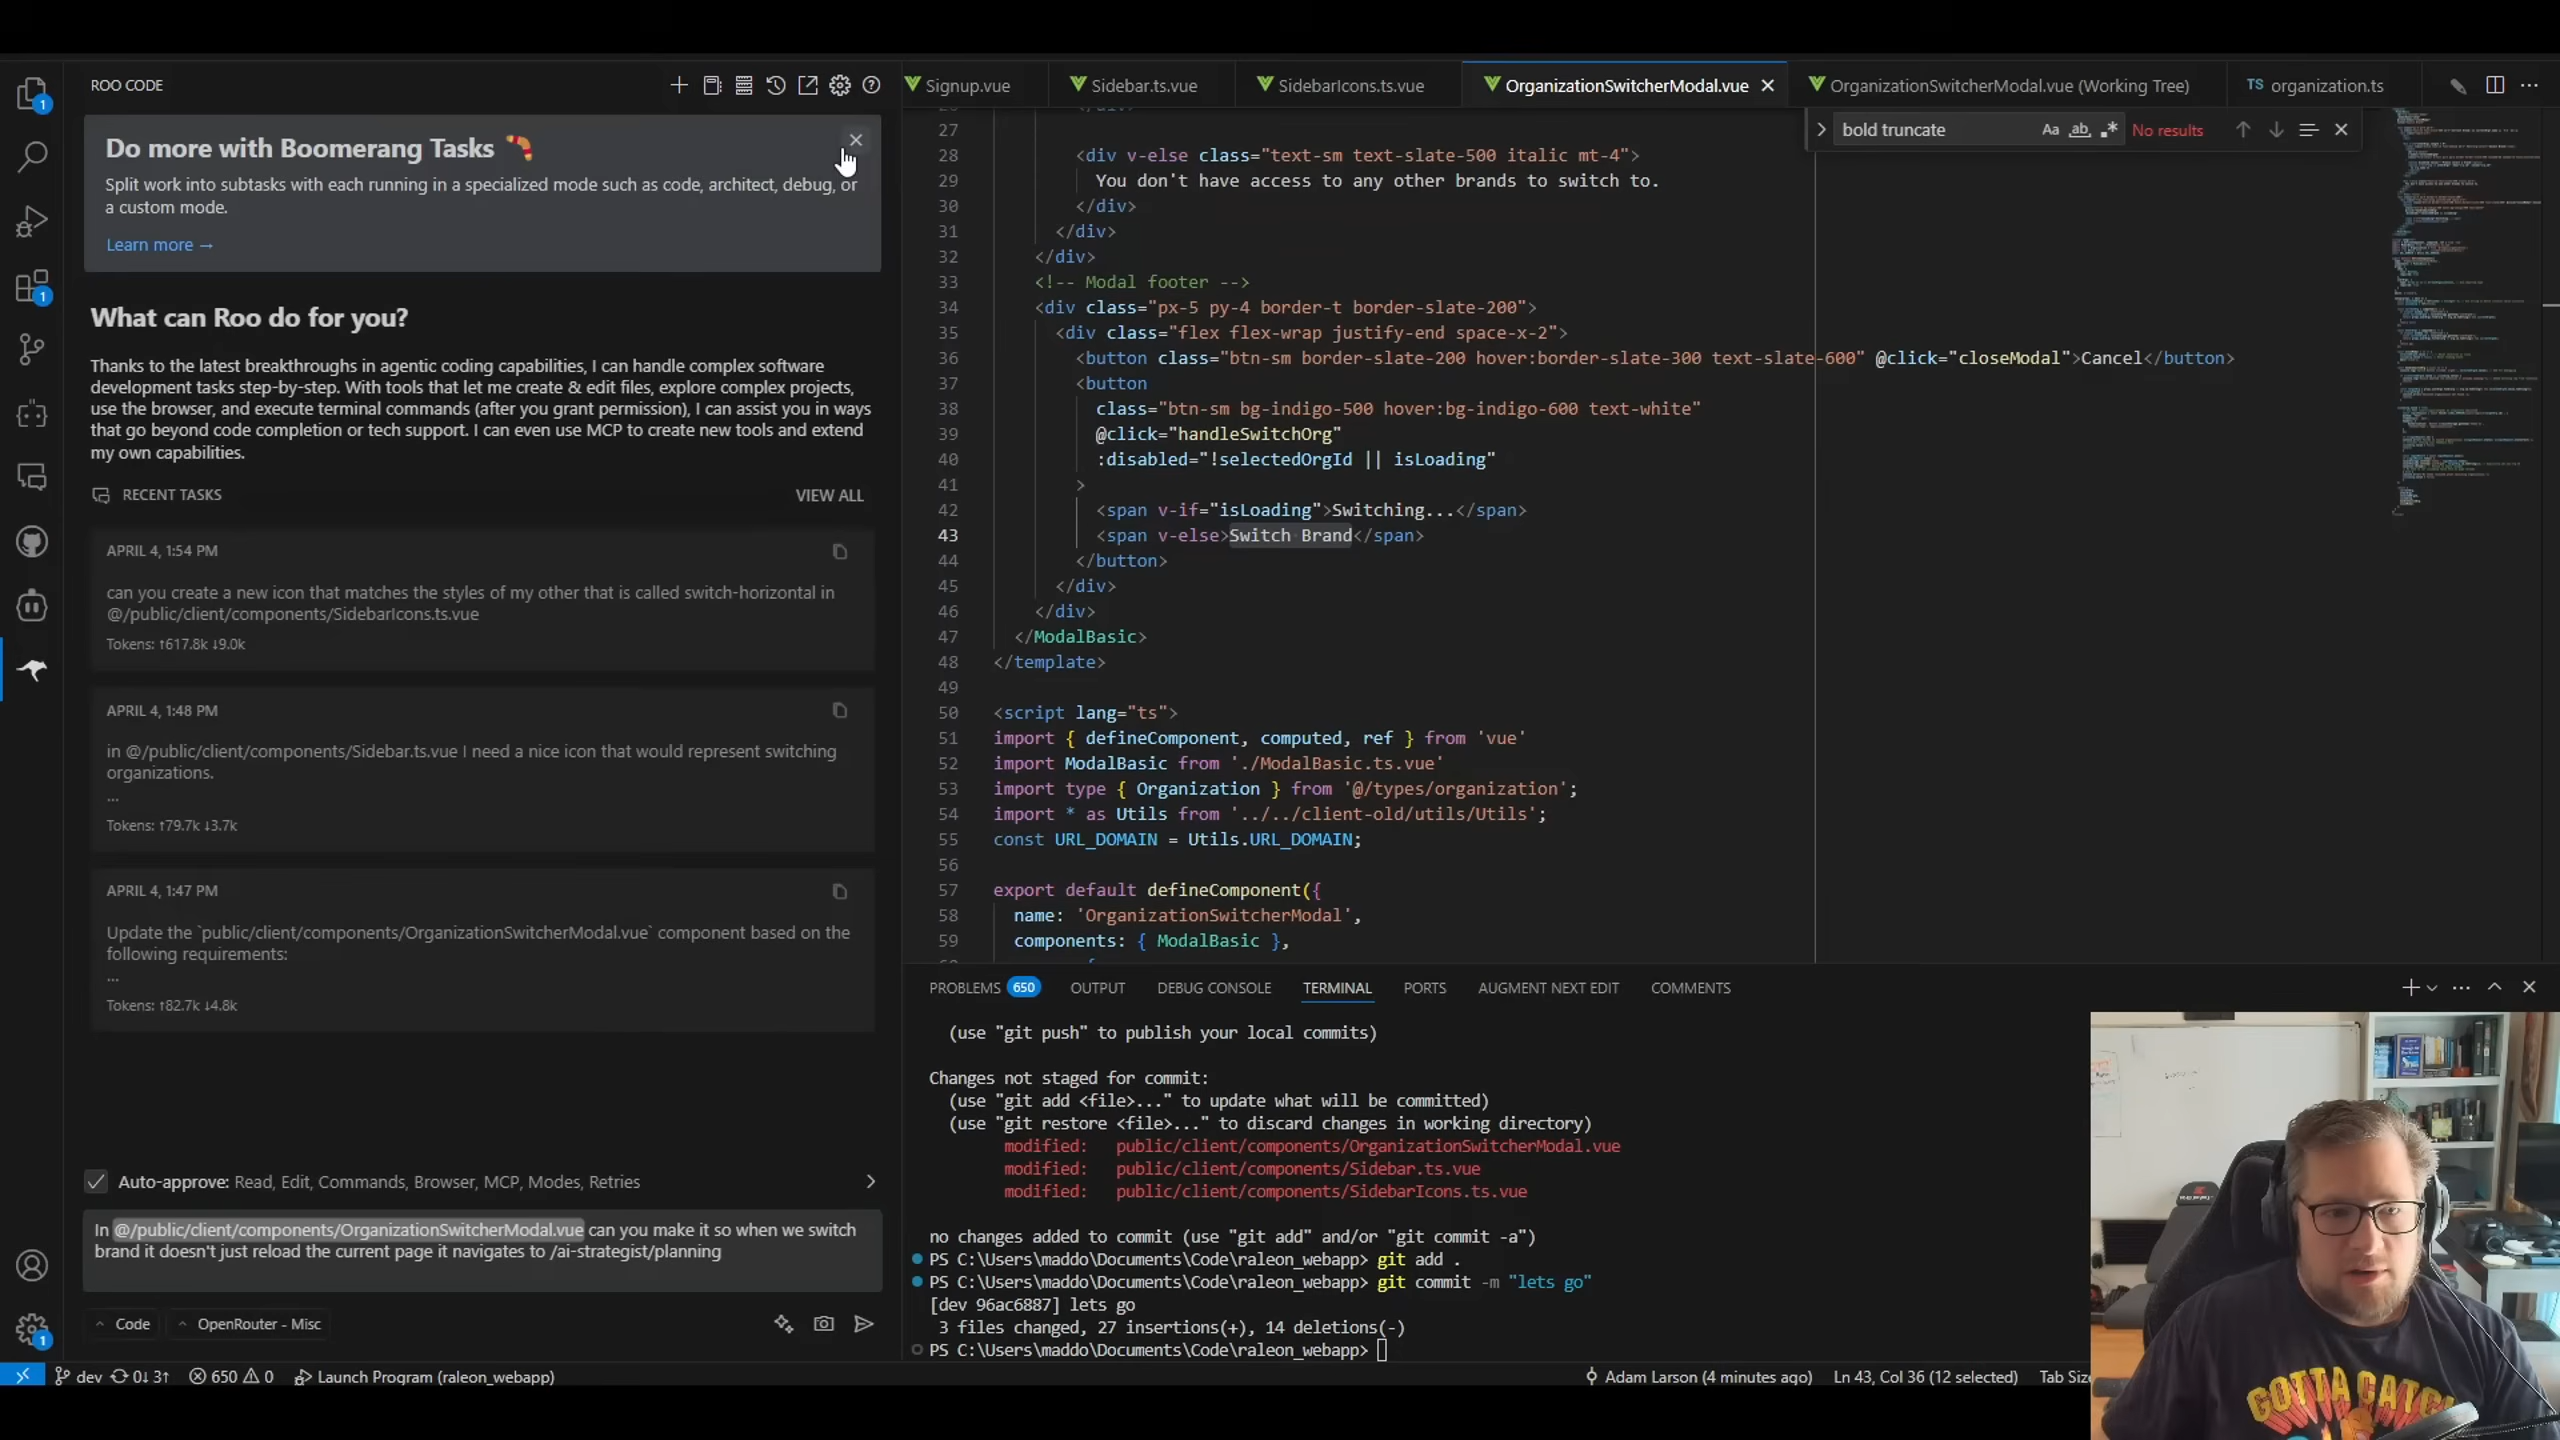 ROO CODE
Do more with Boomerang Tasks
Split work into subtasks with each running in a specialized mode such as code, architect, debug, or
a custom mode.
Learn more →
What can Roo do for you?
Thanks to the latest breakthroughs in agentic coding capabilities, I can handle complex software
development tasks step-by-step. With tools that let me create & edit files, explore complex projects,
use the browser, and execute terminal commands (after you grant permission), I can assist you in ways
that go beyond code completion or tech support. I can even use MCP to create new tools and extend
my own capabilities.
RECENT TASKS
VIEW ALL
APRIL 4, 1:54 PM
can you create a new icon that matches the styles of my other that is called switch-horizontal in
@/public/client/components/SidebarIcons.ts.vue
Tokens: ↑617.8k ↓9.0k
APRIL 4, 1:48 PM
in @/public/client/components/Sidebar.ts.vue I need a nice icon that would represent switching
organizations.
...
Tokens: ↑79.7k ↓3.7k
APRIL 4, 1:47 PM
Update the `public/client/components/OrganizationSwitcherModal.vue` component based on the
following requirements:
...
Tokens: ↑82.7k ↓4.8k
Auto-approve: Read, Edit, Commands, Browser, MCP, Modes, Retries
In @/public/client/components/OrganizationSwitcherModal.vue can you make it so when we switch
brand it doesn't just reload the current page it navigates to /ai-strategist/planning
Code
OpenRouter - Misc
Signup.vue
Sidebar.ts.vue
SidebarIcons.ts.vue
OrganizationSwitcherModal.vue
OrganizationSwitcherModal.vue (Working Tree)
TS organization.ts
bold truncate
Aa ab .*
No results
27
28 <div v-else class="text-sm text-slate-500 italic mt-4">
29 You don't have access to any other brands to switch to.
30 </div>
31 </div>
32 </div>
33 <!-- Modal footer -->
34 <div class="px-5 py-4 border-t border-slate-200">
35 <div class="flex flex-wrap justify-end space-x-2">
36 <button class="btn-sm border-slate-200 hover:border-slate-300 text-slate-600" @click="closeModal">Cancel</button>
37 <button
38 class="btn-sm bg-indigo-500 hover:bg-indigo-600 text-white"
39 @click="handleSwitchOrg"
40 :disabled="!selectedOrgId || isLoading"
41 >
42 <span v-if="isLoading">Switching...</span>
43 <span v-else>Switch Brand</span>
44 </button>
45 </div>
46 </div>
47 </ModalBasic>
48 </template>
49
50 <script lang="ts">
51 import { defineComponent, computed, ref } from 'vue'
52 import ModalBasic from './ModalBasic.ts.vue'
53 import type { Organization } from '@/types/organization';
54 import * as Utils from '../../client-old/utils/Utils';
55 const URL_DOMAIN = Utils.URL_DOMAIN;
56
57 export default defineComponent({
58 name: 'OrganizationSwitcherModal',
59 components: { ModalBasic },
PROBLEMS 650
OUTPUT
DEBUG CONSOLE
TERMINAL
PORTS
AUGMENT NEXT EDIT
COMMENTS
(use "git push" to publish your local commits)
Changes not staged for commit:
(use "git add <file>..." to update what will be committed)
(use "git restore <file>..." to discard changes in working directory)
modified: public/client/components/OrganizationSwitcherModal.vue
modified: public/client/components/Sidebar.ts.vue
modified: public/client/components/SidebarIcons.ts.vue
no changes added to commit (use "git add" and/or "git commit -a")
PS C:\Users\maddo\Documents\Code\raleon_webapp> git add .
PS C:\Users\maddo\Documents\Code\raleon_webapp> git commit -m "lets go"
[dev 96ac6887] lets go
3 files changed, 27 insertions(+), 14 deletions(-)
PS C:\Users\maddo\Documents\Code\raleon_webapp>
dev 0↓ 3↑
650 0
Launch Program (raleon_webapp)
Adam Larson (4 minutes ago)
Ln 43, Col 36 (12 selected)
Tab Size
GOTTA CATCH